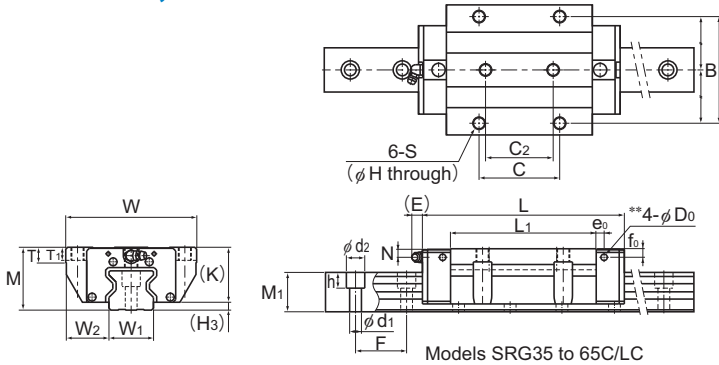 B
6-S
(φH through)
C2
C
W
T
T1
M
(K)
(H3)
W2
W1
(E)
L
L1
e0
**4-φD0
f0
N
φd2
h
M1
φd1
F
Models SRG35 to 65C/LC